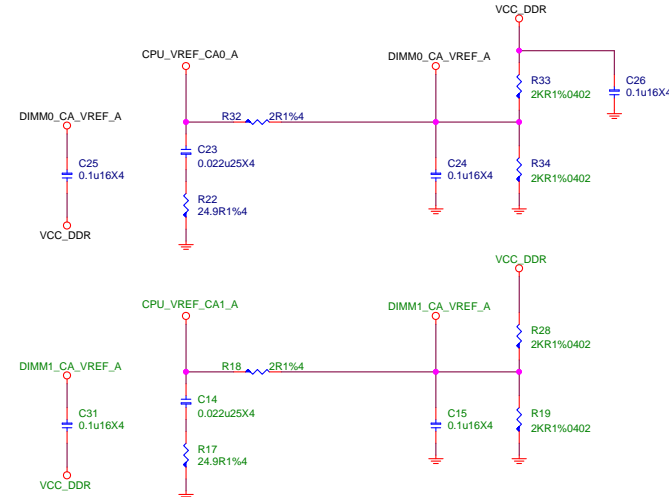 VCC_DDR
CPU_VREF_CA0_A
DIMM0_CA_VREF_A
R33
2KR1%0402
C26
0.1u16X4
DIMM0_CA_VREF_A
R32
2R1%4
C23
0.022u25X4
C25
0.1u16X4
C24
0.1u16X4
R34
2KR1%0402
R22
24.9R1%4
VCC_DDR
VCC_DDR
CPU_VREF_CA1_A
DIMM1_CA_VREF_A
R28
2KR1%0402
DIMM1_CA_VREF_A
R18
2R1%4
C14
0.022u25X4
C31
0.1u16X4
C15
0.1u16X4
R19
2KR1%0402
R17
24.9R1%4
VCC_DDR